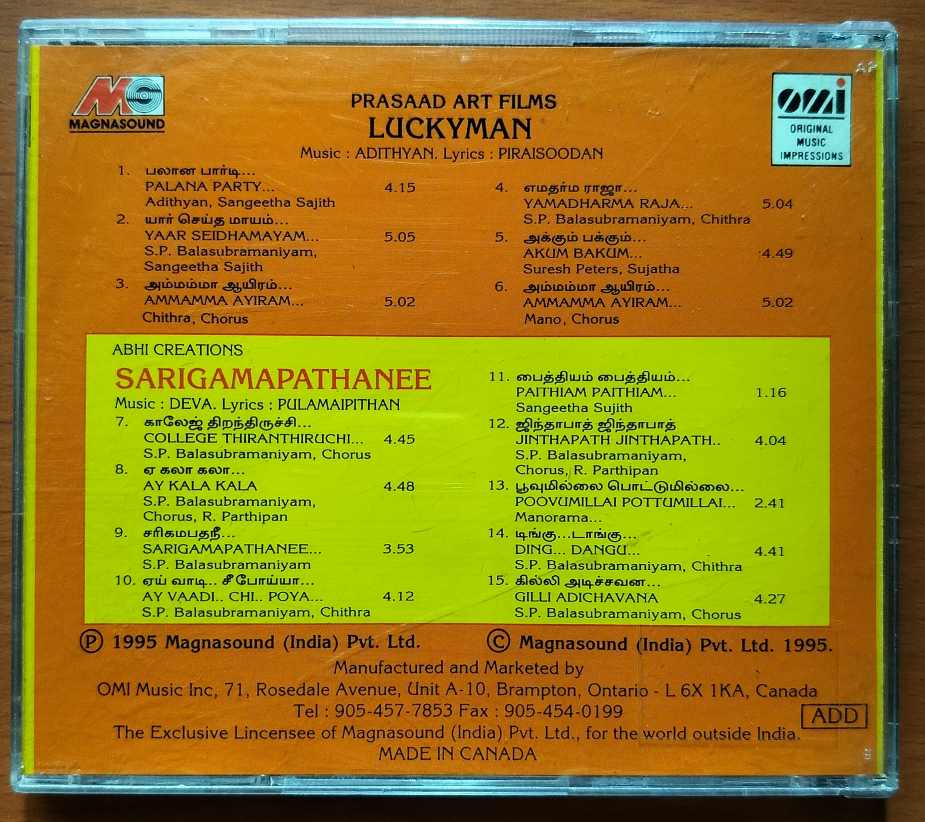 MG
MAGNASOUND
PRASAAD ART FILMS
LUCKYMAN
Music : ADITHYAN. Lyrics : PIRAISOODAN
omi
ORIGINAL
MUSIC
IMPRESSIONS
1. பலான பார்டி...
PALANA PARTY... 4.15
Adithyan, Sangeetha Sajith
2. யார் செய்த மாயம்...
YAAR SEIDHAMAYAM... 5.05
S.P. Balasubramaniyam,
Sangeetha Sajith
3. அம்மம்மா ஆயிரம்...
AMMAMMA AYIRAM... 5.02
Chithra, Chorus
4. எமதர்ம ராஜா...
YAMADHARMA RAJA... 5.04
S.P. Balasubramaniyam, Chithra
5. அக்கும் பக்கும்...
AKUM BAKUM... 4.49
Suresh Peters, Sujatha
6. அம்மம்மா ஆயிரம்...
AMMAMMA AYIRAM... 5.02
Mano, Chorus
ABHI CREATIONS
SARIGAMAPATHANEE
Music : DEVA. Lyrics : PULAMAIPITHAN
7. காலேஜ் திறந்திருச்சி...
COLLEGE THIRANTHIRUCHI... 4.45
S.P. Balasubramaniyam, Chorus
8. ஏ கலா கலா...
AY KALA KALA 4.48
S.P. Balasubramaniyam,
Chorus, R. Parthipan
9. சரிகமபதநீ...
SARIGAMAPATHANEE... 3.53
S.P. Balasubramaniyam
10. ஏய் வாடி.. சீ போய்யா...
AY VAADI.. CHI.. POYA... 4.12
S.P. Balasubramaniyam, Chithra
11. பைத்தியம் பைத்தியம்...
PAITHIAM PAITHIAM... 1.16
Sangeetha Sujith
12. ஜிந்தாபாத் ஜிந்தாபாத்
JINTHAPATH JINTHAPATH.. 4.04
S.P. Balasubramaniyam,
Chorus, R. Parthipan
13. பூவுமில்லை பொட்டுமில்லை...
POOVUMILLAI POTTUMILLAI... 2.41
Manorama...
14. டிங்கு...டாங்கு...
DING... DANGU... 4.41
S.P. Balasubramaniyam, Chithra
15. கில்லி அடிச்சவன...
GILLI ADICHAVANA 4.27
S.P. Balasubramaniyam, Chorus
Ⓟ 1995 Magnasound (India) Pvt. Ltd. © Magnasound (India) Pvt. Ltd. 1995.
Manufactured and Marketed by
OMI Music Inc, 71, Rosedale Avenue, Unit A-10, Brampton, Ontario - L 6X 1KA, Canada
Tel : 905-457-7853 Fax : 905-454-0199
ADD
The Exclusive Lincensee of Magnasound (India) Pvt. Ltd., for the world outside India.
MADE IN CANADA